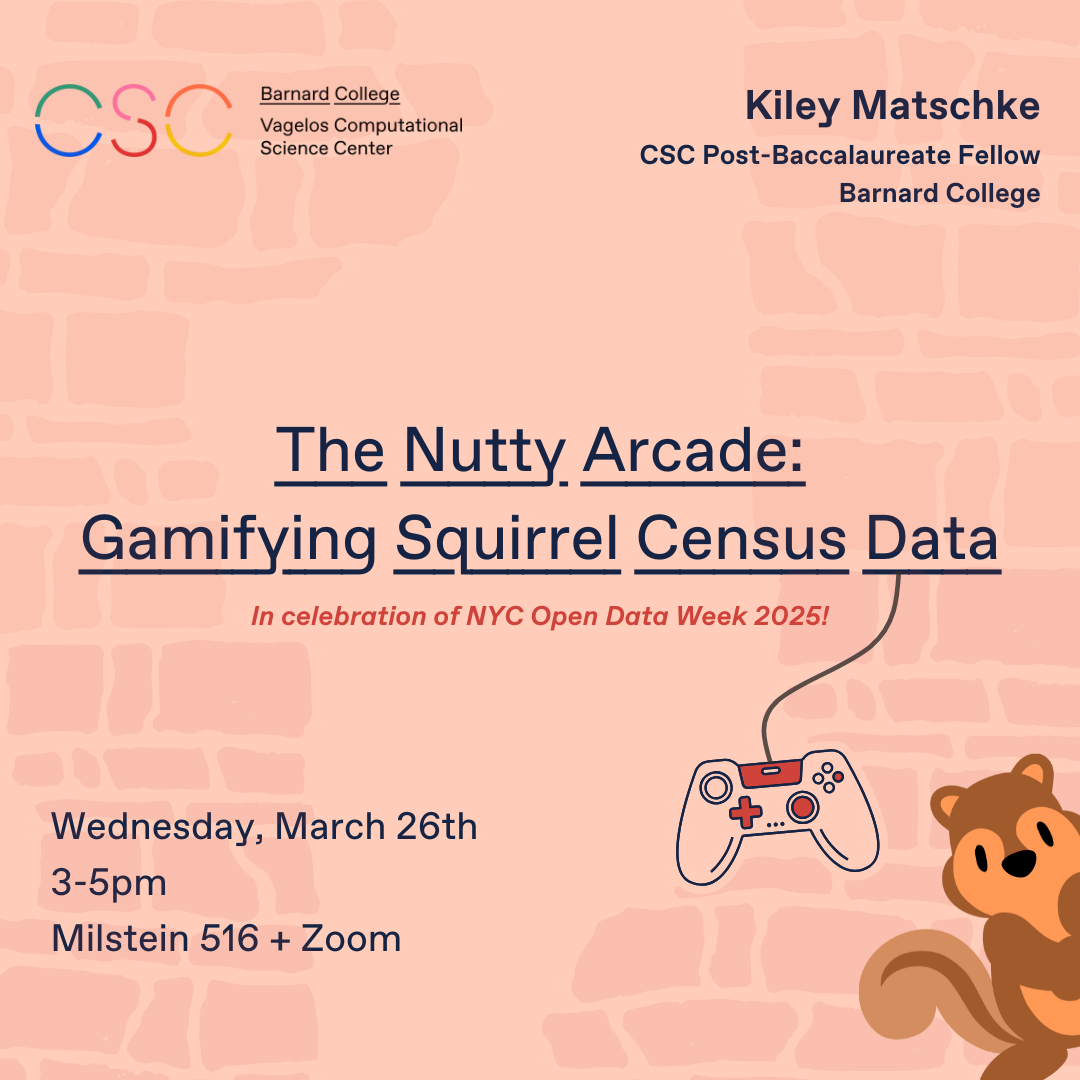 CSC
Barnard College
Vagelos Computational
Science Center
Kiley Matschke
CSC Post-Baccalaureate Fellow
Barnard College
The Nutty Arcade:
Gamifying Squirrel Census Data
In celebration of NYC Open Data Week 2025!
Wednesday, March 26th
3-5pm
Milstein 516 + Zoom